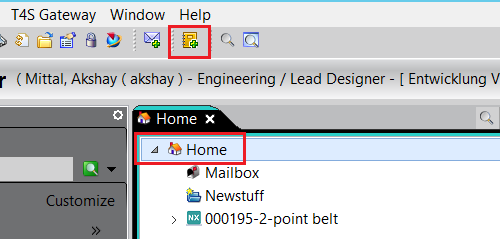 T4S Gateway Window Help
r ( Mittal, Akshay ( akshay ) - Engineering / Lead Designer - [ Entwicklung V
Home
Home
Mailbox
Customize
Newstuff
NX 000195-2-point belt